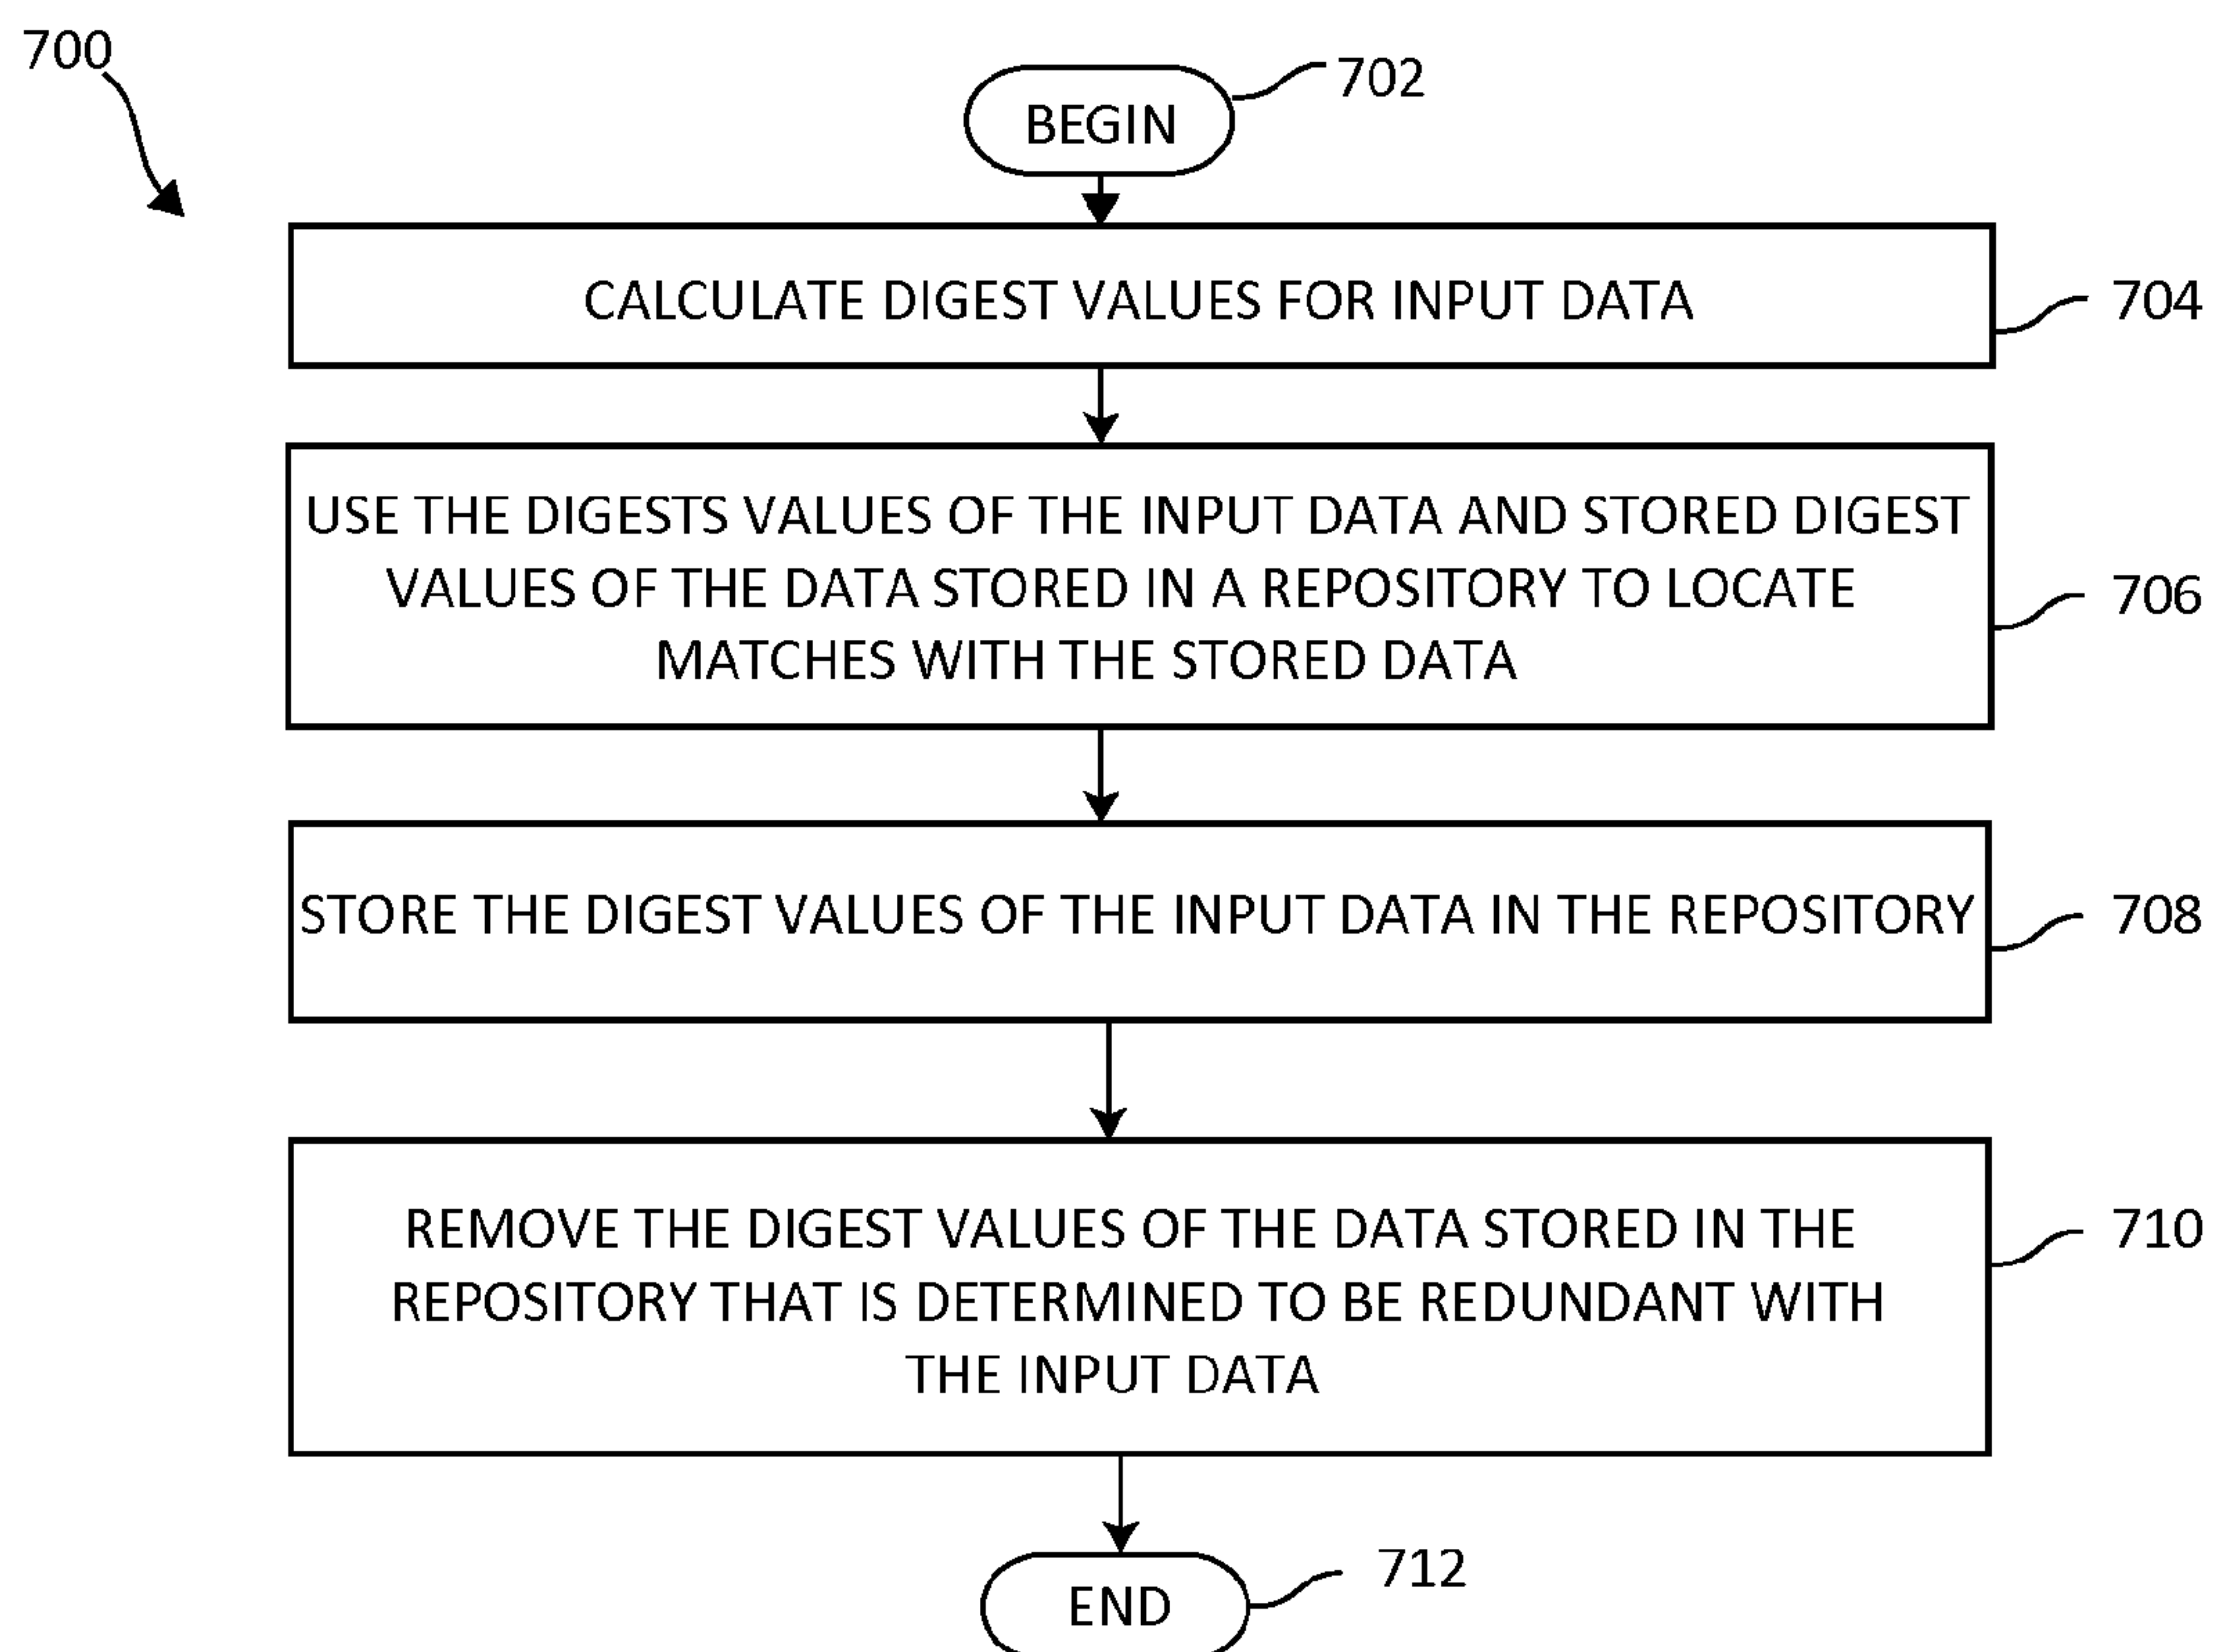 700
BEGIN
702
CALCULATE DIGEST VALUES FOR INPUT DATA
704
USE THE DIGESTS VALUES OF THE INPUT DATA AND STORED DIGEST
VALUES OF THE DATA STORED IN A REPOSITORY TO LOCATE
MATCHES WITH THE STORED DATA
706
STORE THE DIGEST VALUES OF THE INPUT DATA IN THE REPOSITORY
708
REMOVE THE DIGEST VALUES OF THE DATA STORED IN THE
REPOSITORY THAT IS DETERMINED TO BE REDUNDANT WITH
THE INPUT DATA
710
END
712